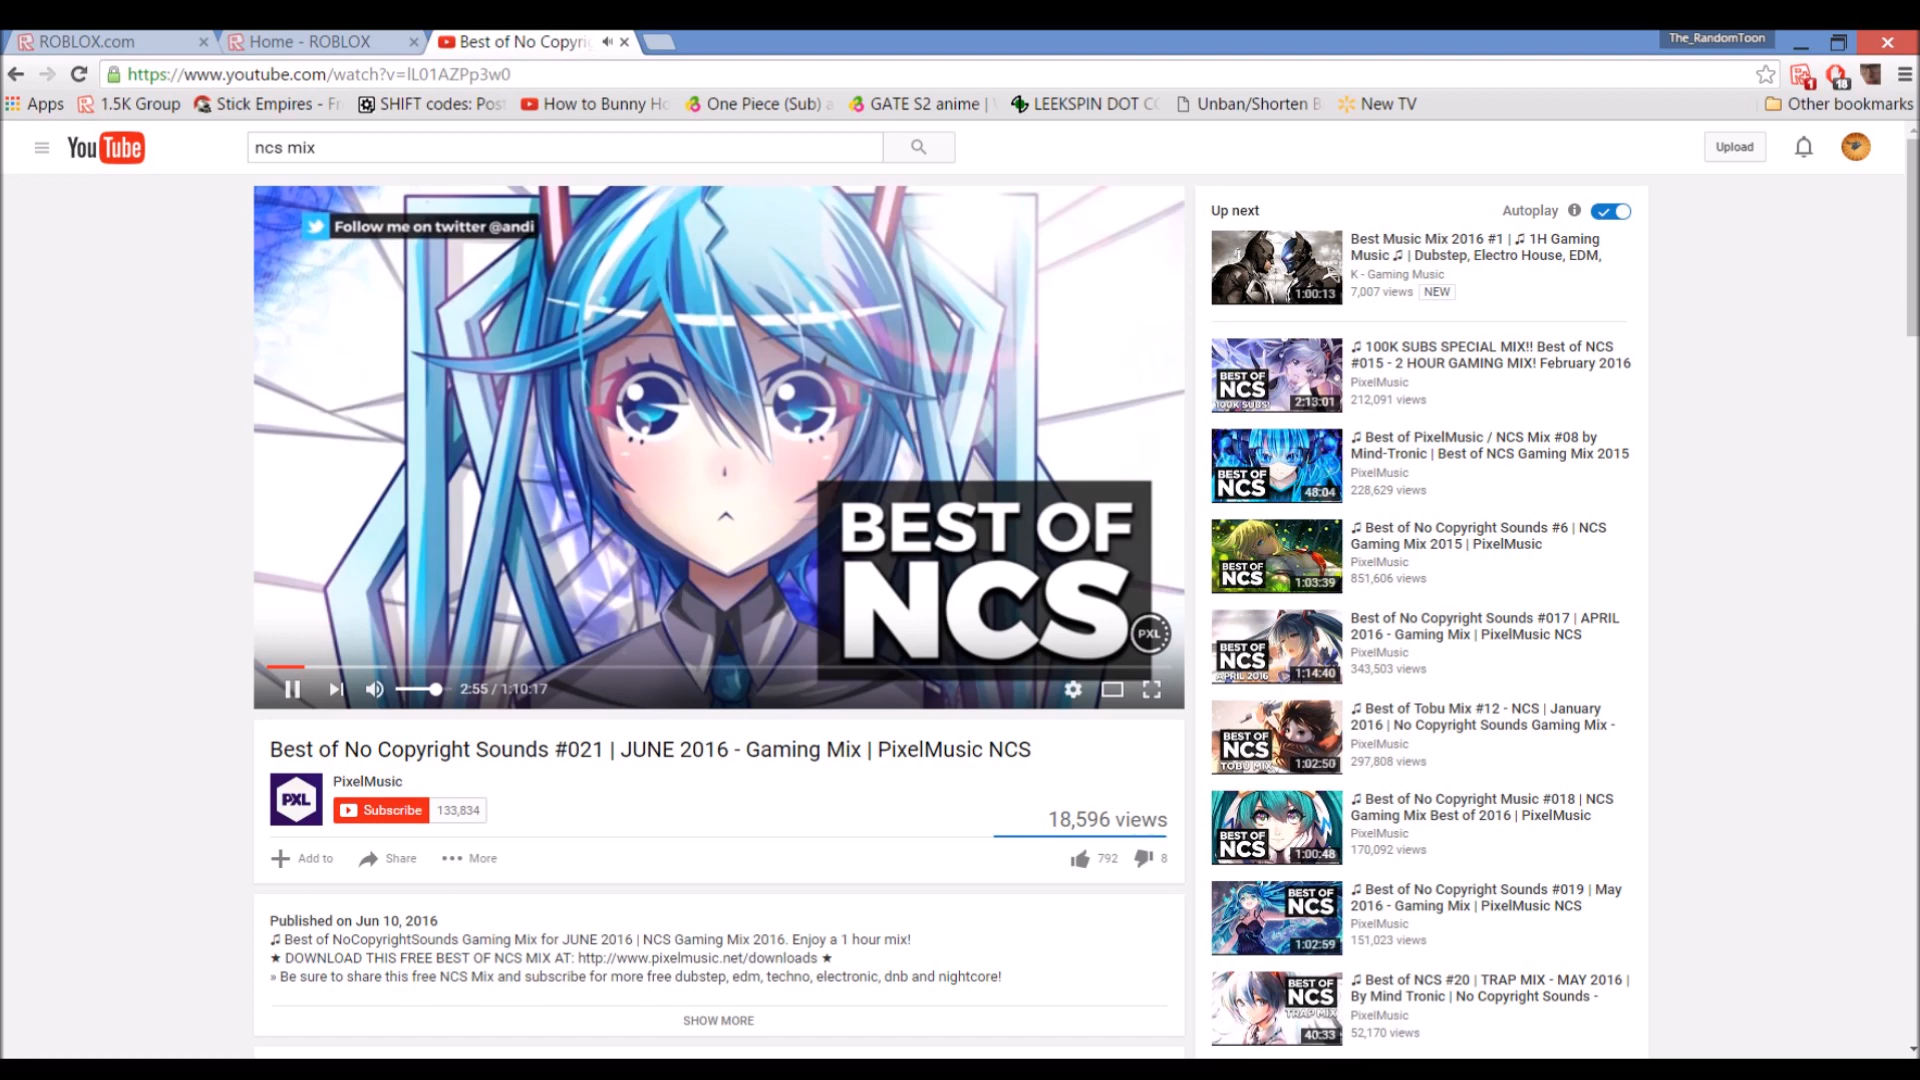 ROBLOX.com
Home - ROBLOX
Best of No Copyri
The_RandomToon
https://www.youtube.com/watch?v=lL01AZPp3w0
Apps
1.5K Group
Stick Empires - Fr
SHIFT codes: Post
How to Bunny Ho
One Piece (Sub) a
GATE S2 anime |
LEEKSPIN DOT CO
Unban/Shorten B
New TV
Other bookmarks
YouTube
ncs mix
Upload
Follow me on twitter @andi
BEST OF
NCS
PXL
2:55 / 1:10:17
Best of No Copyright Sounds #021 | JUNE 2016 - Gaming Mix | PixelMusic NCS
PXL
PixelMusic
Subscribe 133,834
18,596 views
Add to
Share
More
792
8
Published on Jun 10, 2016
♫ Best of NoCopyrightSounds Gaming Mix for JUNE 2016 | NCS Gaming Mix 2016. Enjoy a 1 hour mix!
★ DOWNLOAD THIS FREE BEST OF NCS MIX AT: http://www.pixelmusic.net/downloads ★
» Be sure to share this free NCS Mix and subscribe for more free dubstep, edm, techno, electronic, dnb and nightcore!
SHOW MORE
Up next
Autoplay
1:00:13
Best Music Mix 2016 #1 | ♫ 1H Gaming
Music ♫ | Dubstep, Electro House, EDM,
K - Gaming Music
7,007 views NEW
BEST OF
NCS
100K SUBS!
2:13:01
♫ 100K SUBS SPECIAL MIX!! Best of NCS
#015 - 2 HOUR GAMING MIX! February 2016
PixelMusic
212,091 views
BEST OF
NCS
48:04
♫ Best of PixelMusic / NCS Mix #08 by
Mind-Tronic | Best of NCS Gaming Mix 2015
PixelMusic
228,629 views
BEST OF
NCS
1:03:39
♫ Best of No Copyright Sounds #6 | NCS
Gaming Mix 2015 | PixelMusic
PixelMusic
851,606 views
BEST OF
NCS
APRIL 2016
1:14:40
Best of No Copyright Sounds #017 | APRIL
2016 - Gaming Mix | PixelMusic NCS
PixelMusic
343,503 views
BEST OF
NCS
TOBU MIX
1:02:50
♫ Best of Tobu Mix #12 - NCS | January
2016 | No Copyright Sounds Gaming Mix -
PixelMusic
297,808 views
BEST OF
NCS
1:00:48
♫ Best of No Copyright Music #018 | NCS
Gaming Mix Best of 2016 | PixelMusic
PixelMusic
170,092 views
BEST OF
NCS
1:02:59
♫ Best of No Copyright Sounds #019 | May
2016 - Gaming Mix | PixelMusic NCS
PixelMusic
151,023 views
BEST OF
NCS
TRAP MIX
40:33
♫ Best of NCS #20 | TRAP MIX - MAY 2016 |
By Mind Tronic | No Copyright Sounds -
PixelMusic
52,170 views